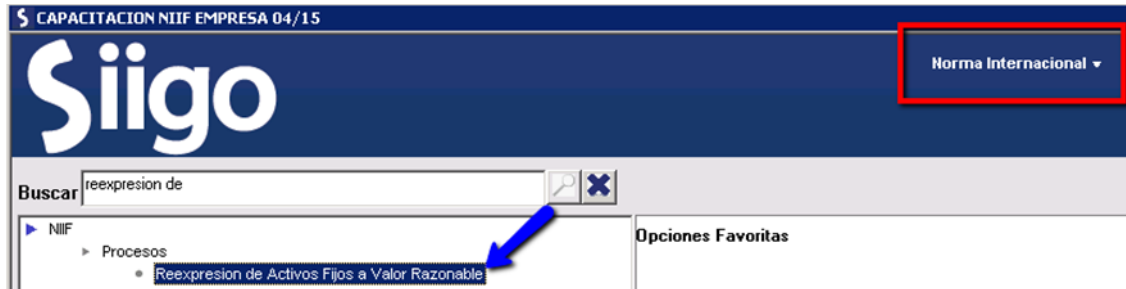 CAPACITACION NIIF EMPRESA 04/15
Siigo
Norma Internacional
Buscar reexpresion de
NIIF
Opciones Favoritas
Procesos
Reexpresion de Activos Fijos a Valor Razonable